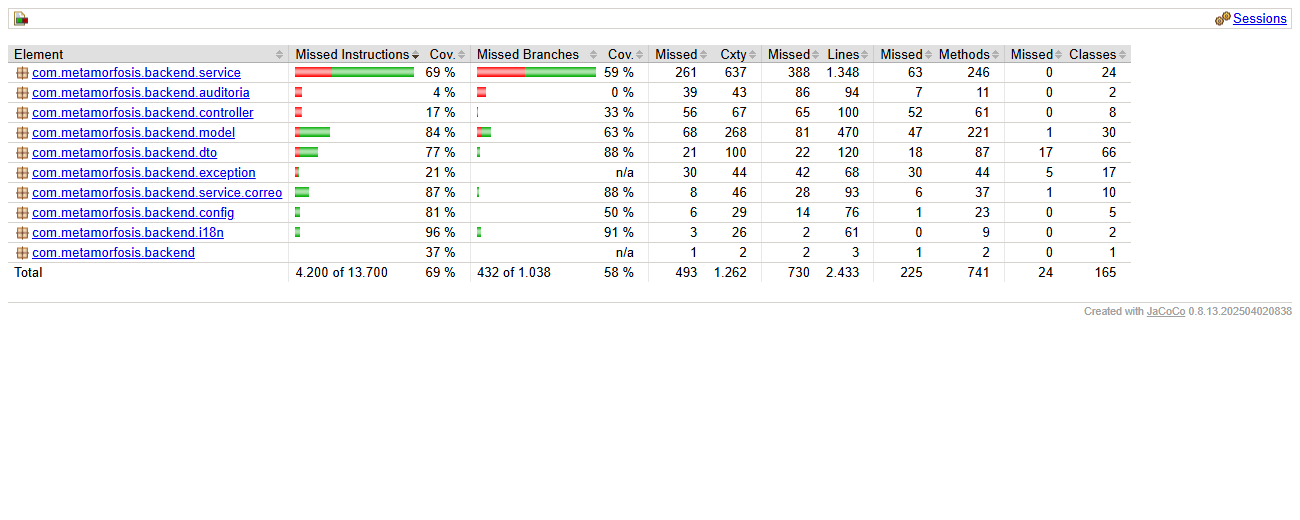 Sessions
Element Missed Instructions Cov. Missed Branches Cov. Missed Cxty Missed Lines Missed Methods Missed Classes
com.metamorfosis.backend.service 69 % 59 % 261 637 388 1.348 63 246 0 24
com.metamorfosis.backend.auditoria 4 % 0 % 39 43 86 94 7 11 0 2
com.metamorfosis.backend.controller 17 % 33 % 56 67 65 100 52 61 0 8
com.metamorfosis.backend.model 84 % 63 % 68 268 81 470 47 221 1 30
com.metamorfosis.backend.dto 77 % 88 % 21 100 22 120 18 87 17 66
com.metamorfosis.backend.exception 21 % n/a 30 44 42 68 30 44 5 17
com.metamorfosis.backend.service.correo 87 % 88 % 8 46 28 93 6 37 1 10
com.metamorfosis.backend.config 81 % 50 % 6 29 14 76 1 23 0 5
com.metamorfosis.backend.i18n 96 % 91 % 3 26 2 61 0 9 0 2
com.metamorfosis.backend 37 % n/a 1 2 2 3 1 2 0 1
Total 4.200 of 13.700 69 % 432 of 1.038 58 % 493 1.262 730 2.433 225 741 24 165
Created with JaCoCo 0.8.13.202504020838